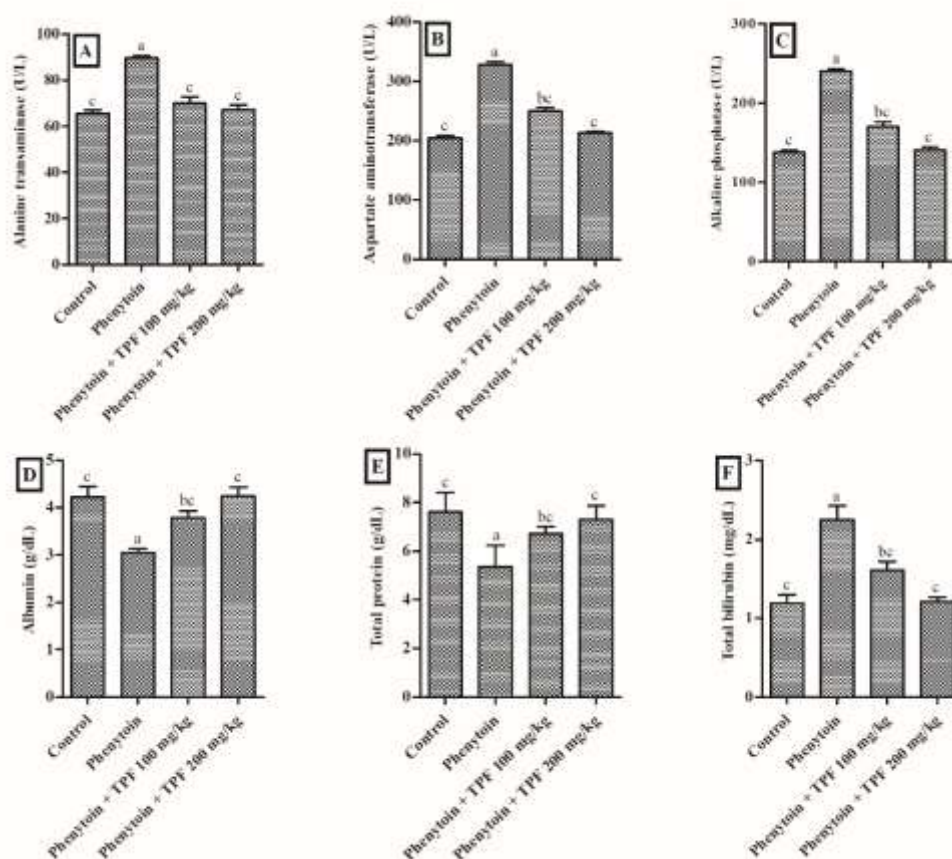 A
Alanine transaminase (U/L)
100
80
60
40
20
0
c
a
c
c
Control
Phenytoin
Phenytoin + TPF 100 mg/kg
Phenytoin + TPF 200 mg/kg
B
Aspartate aminotransferase (U/L)
400
300
200
100
0
c
a
bc
c
Control
Phenytoin
Phenytoin + TPF 100 mg/kg
Phenytoin + TPF 200 mg/kg
C
Alkaline phosphatase (U/L)
300
200
100
0
c
a
bc
c
Control
Phenytoin
Phenytoin + TPF 100 mg/kg
Phenytoin + TPF 200 mg/kg
D
Albumin (g/dL)
5
4
3
2
1
0
c
a
bc
c
Control
Phenytoin
Phenytoin + TPF 100 mg/kg
Phenytoin + TPF 200 mg/kg
E
Total protein (g/dL)
10
8
6
4
2
0
c
a
bc
c
Control
Phenytoin
Phenytoin + TPF 100 mg/kg
Phenytoin + TPF 200 mg/kg
F
Total bilirubin (mg/dL)
3
2
1
0
c
a
bc
c
Control
Phenytoin
Phenytoin + TPF 100 mg/kg
Phenytoin + TPF 200 mg/kg